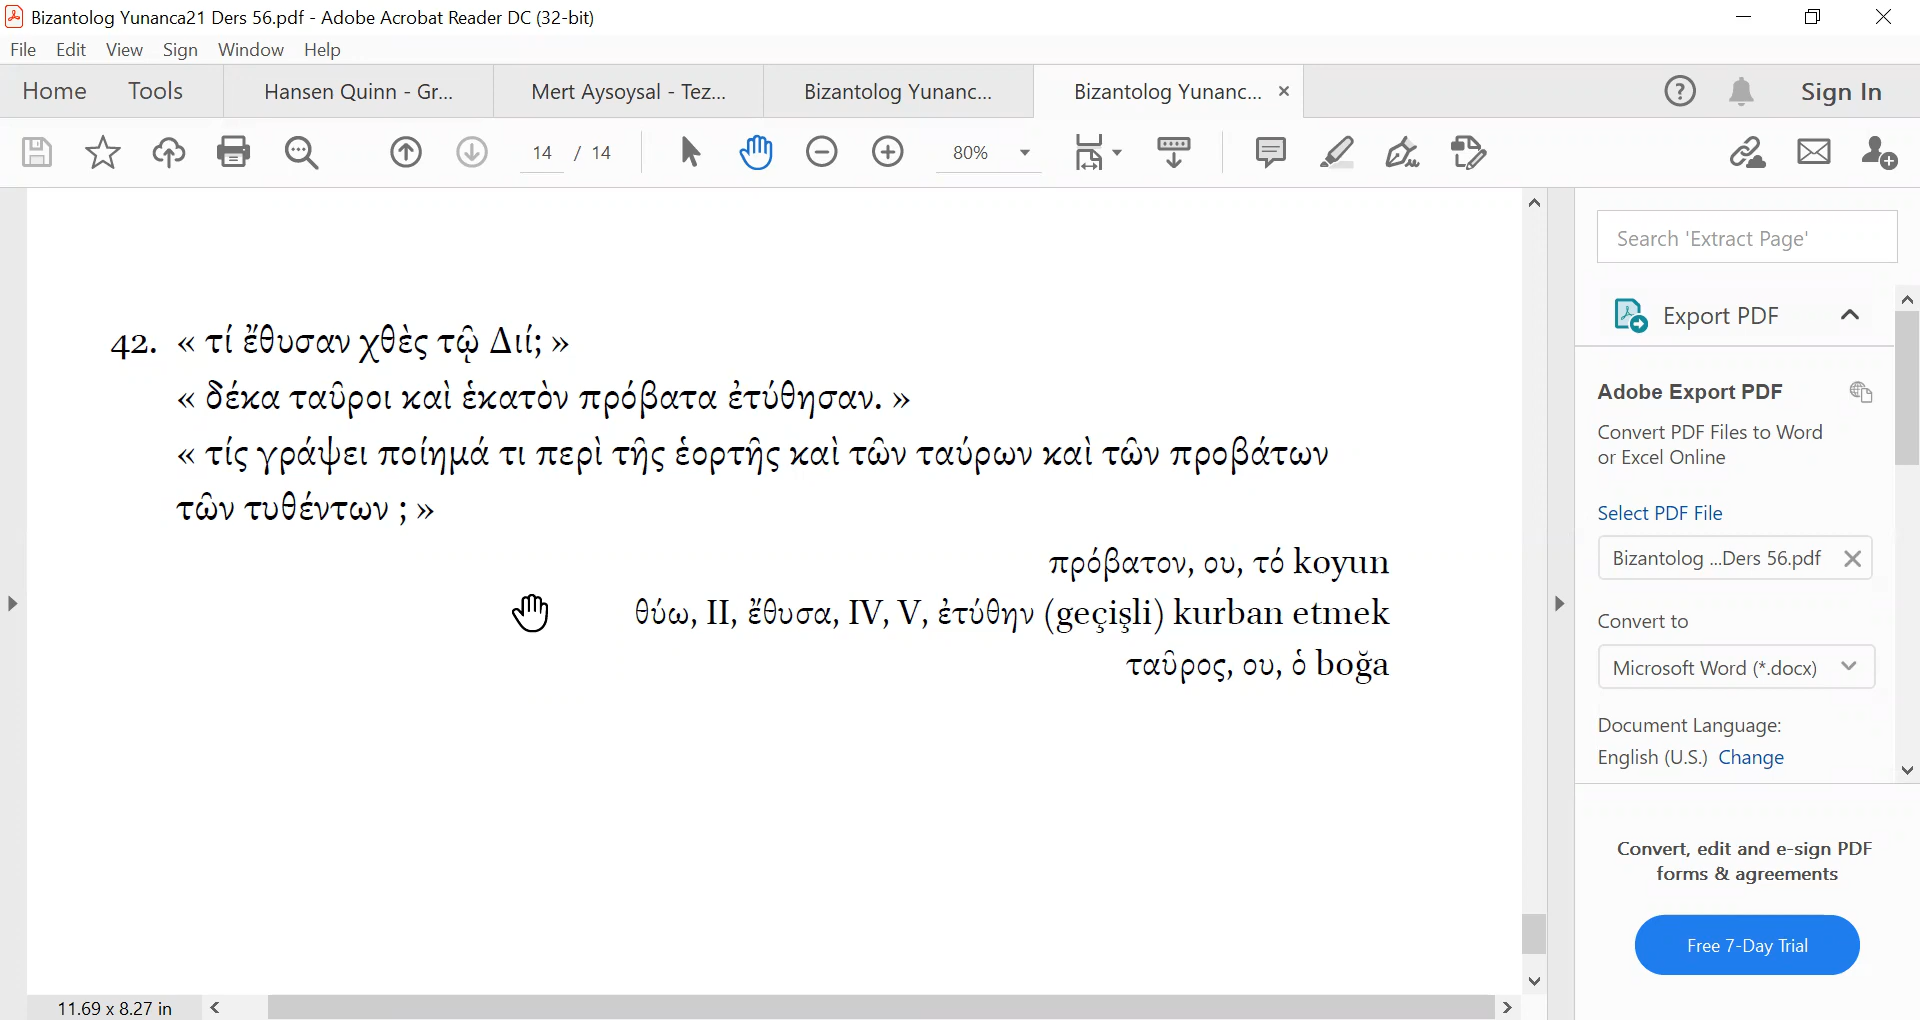 Bizantolog Yunanca21 Ders 56.pdf - Adobe Acrobat Reader DC (32-bit)
File Edit View Sign Window Help
Home Tools Hansen Quinn - Gr... Mert Aysoysal - Tez... Bizantolog Yunanc... Bizantolog Yunanc... × Sign In
14 / 14 80%
Search 'Extract Page'
Export PDF
Adobe Export PDF
Convert PDF Files to Word
or Excel Online
Select PDF File
Bizantolog ...Ders 56.pdf
Convert to
Microsoft Word (*.docx)
Document Language:
English (U.S.) Change
Convert, edit and e-sign PDF
forms & agreements
Free 7-Day Trial
42. « τί ἔθυσαν χθὲς τῷ Διί; »
« δέκα ταῦροι καὶ ἑκατὸν πρόβατα ἐτύθησαν. »
« τίς γράψει ποίημά τι περὶ τῆς ἑορτῆς καὶ τῶν ταύρων καὶ τῶν προβάτων
τῶν τυθέντων ; »
πρόβατον, ου, τό koyun
θύω, II, ἔθυσα, IV, V, ἐτύθην (geçişli) kurban etmek
ταῦρος, ου, ὁ boğa
11.69 x 8.27 in